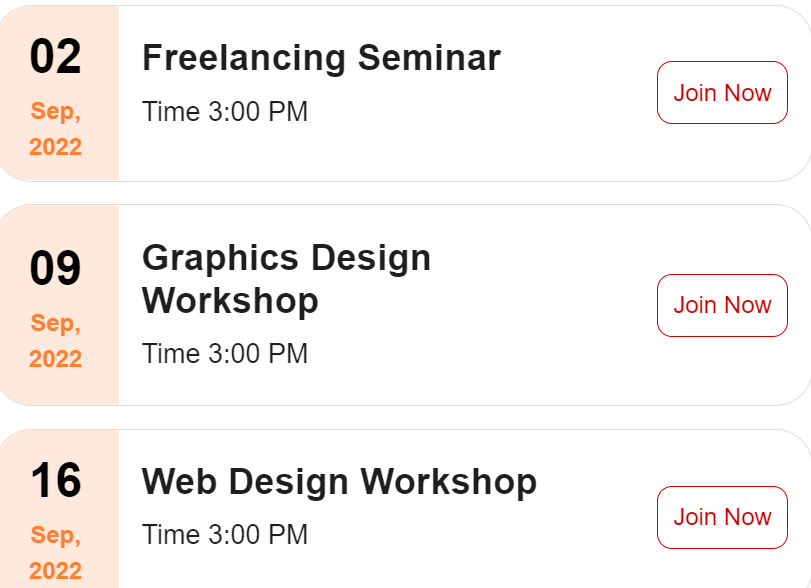 02
Sep,
2022
Freelancing Seminar
Time 3:00 PM
Join Now
09
Sep,
2022
Graphics Design
Workshop
Time 3:00 PM
Join Now
16
Sep,
2022
Web Design Workshop
Time 3:00 PM
Join Now